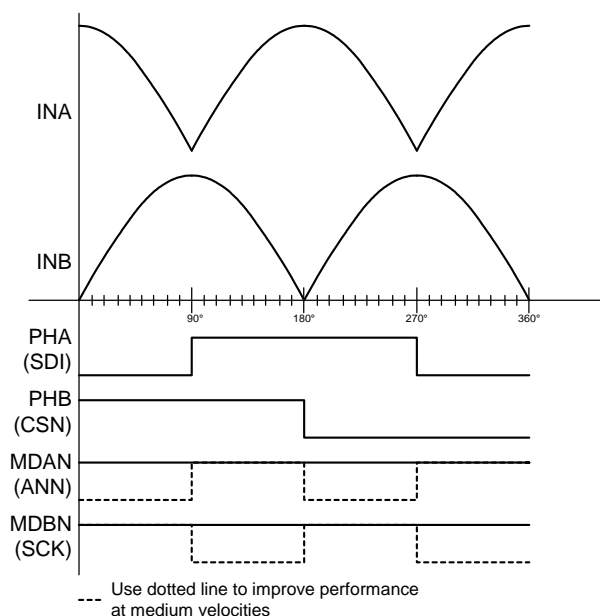 INA
INB
90° 180° 270° 360°
PHA
(SDI)
PHB
(CSN)
MDAN
(ANN)
MDBN
(SCK)
Use dotted line to improve performance
at medium velocities